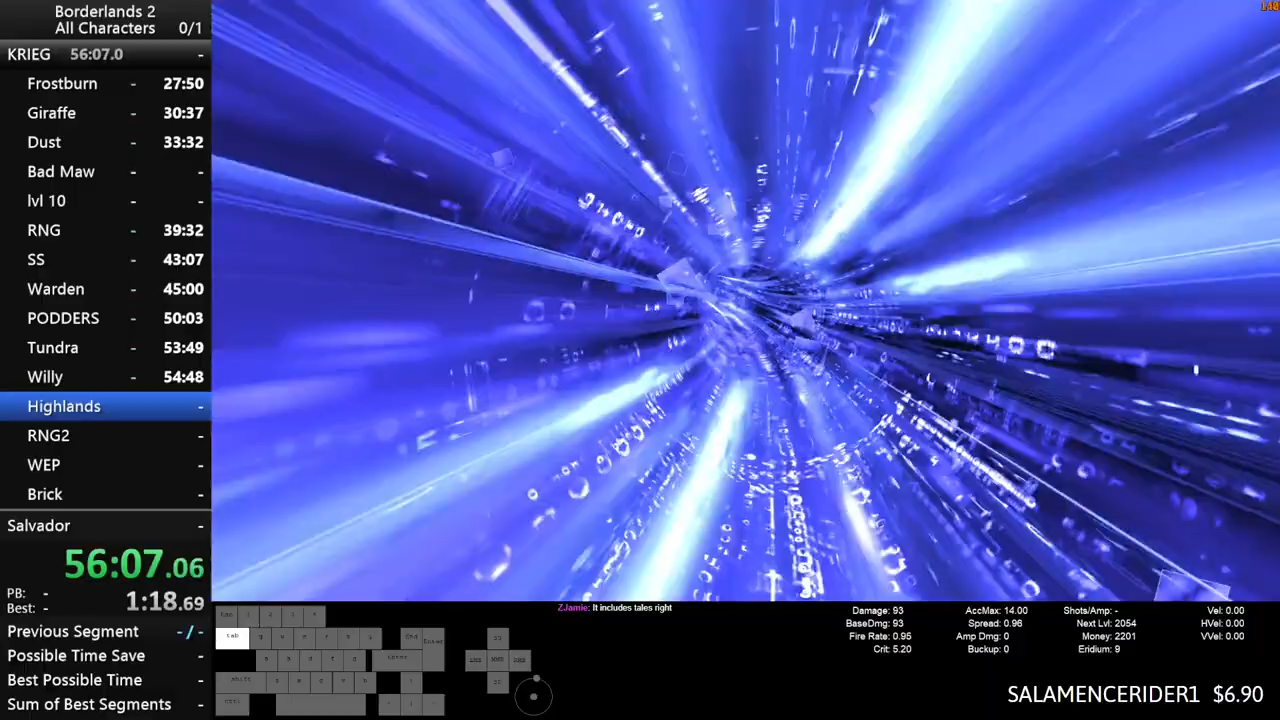 Borderlands 2
All Characters 0/1
KRIEG 56:07.0 -
Frostburn - 27:50
Giraffe - 30:37
Dust - 33:32
Bad Maw - -
lvl 10 - -
RNG - 39:32
SS - 43:07
Warden - 45:00
PODDERS - 50:03
Tundra - 53:49
Willy - 54:48
Highlands -
RNG2 -
WEP -
Brick -
Salvador -
56:07.06
PB: -
Best: - 1:18.69
Previous Segment - / -
Possible Time Save -
Best Possible Time -
Sum of Best Segments -
140
tab
shift
ZJamie: It includes tales right
Damage: 93 AccMax: 14.00 Shots/Amp: - Vel: 0.00
BaseDmg: 93 Spread: 0.96 Next Lvl: 2054 HVel: 0.00
Fire Rate: 0.95 Amp Dmg: 0 Money: 2201 VVel: 0.00
Crit: 5.20 Buckup: 0 Eridium: 9
SALAMENCERIDER1 $6.90